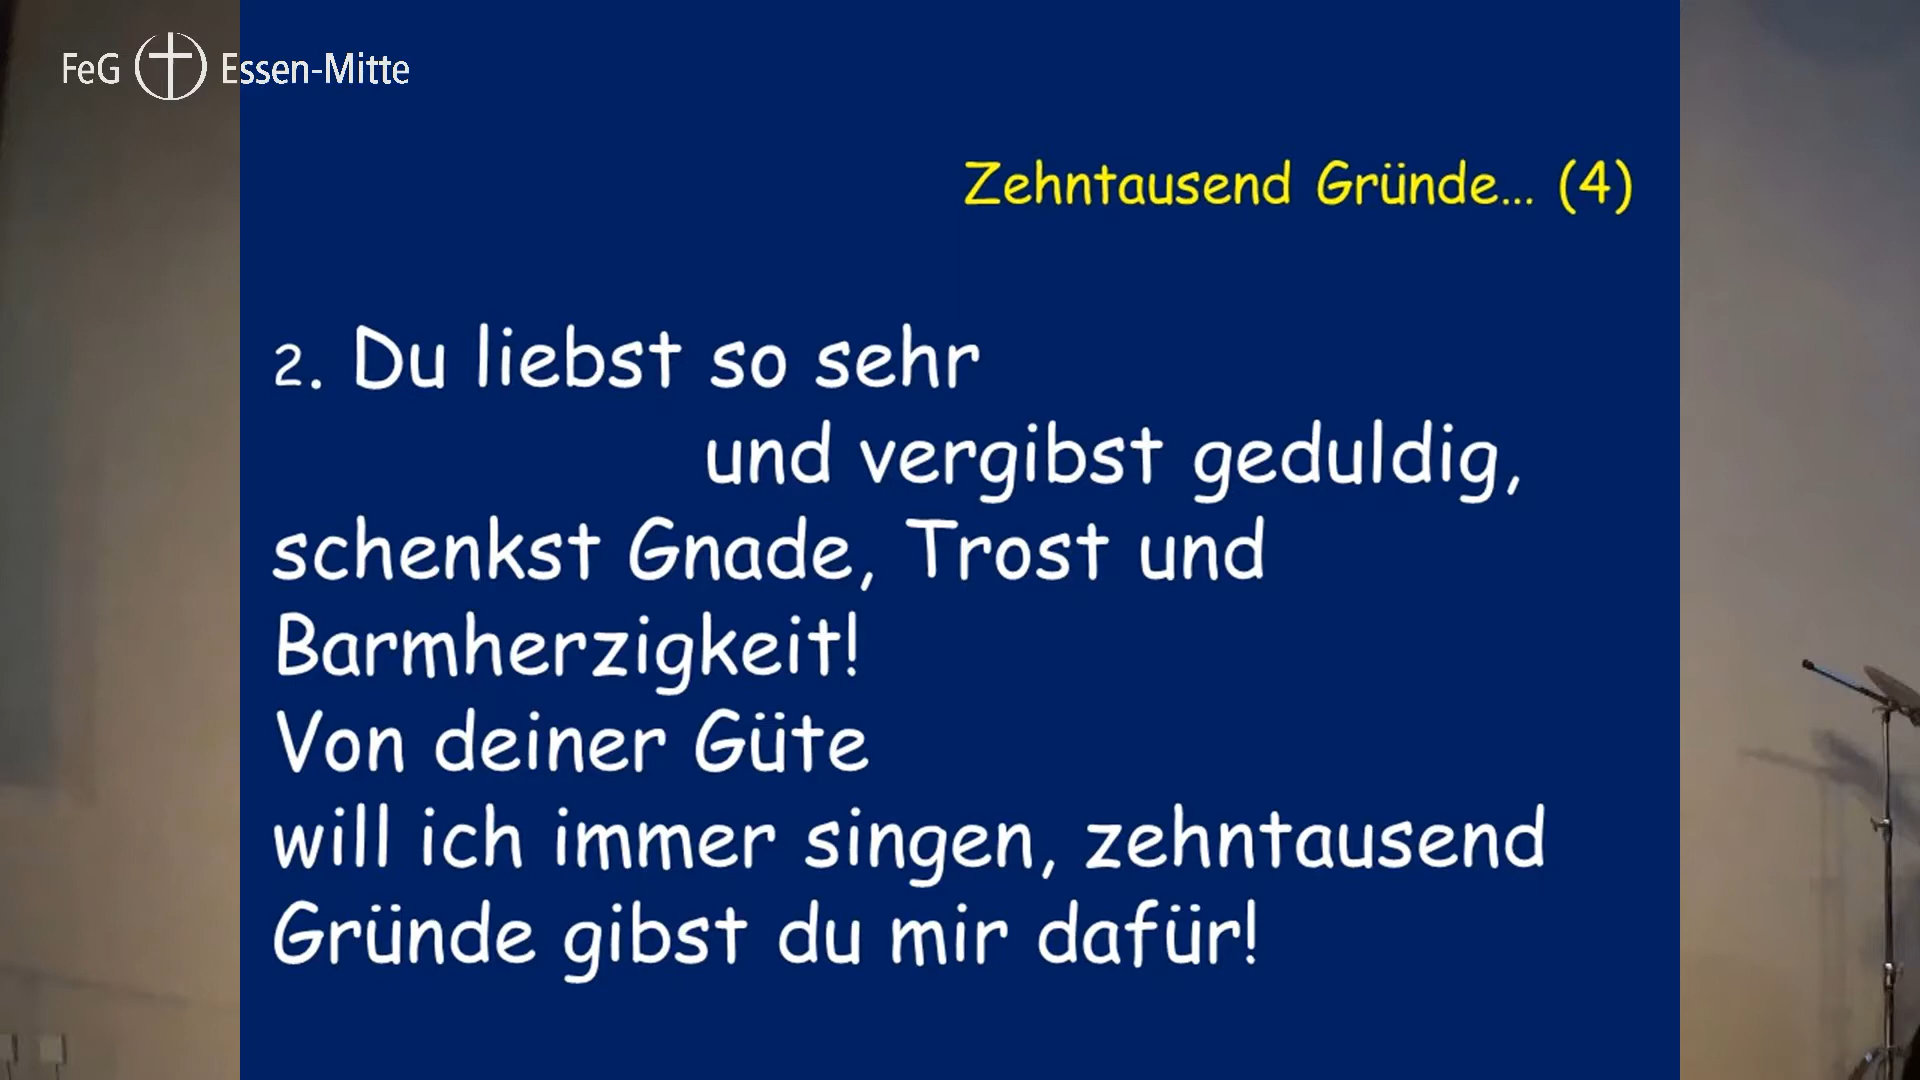 FeG Essen-Mitte
Zehntausend Gründe... (4)
2. Du liebst so sehr
und vergibst geduldig,
schenkst Gnade, Trost und
Barmherzigkeit!
Von deiner Güte
will ich immer singen, zehntausend
Gründe gibst du mir dafür!